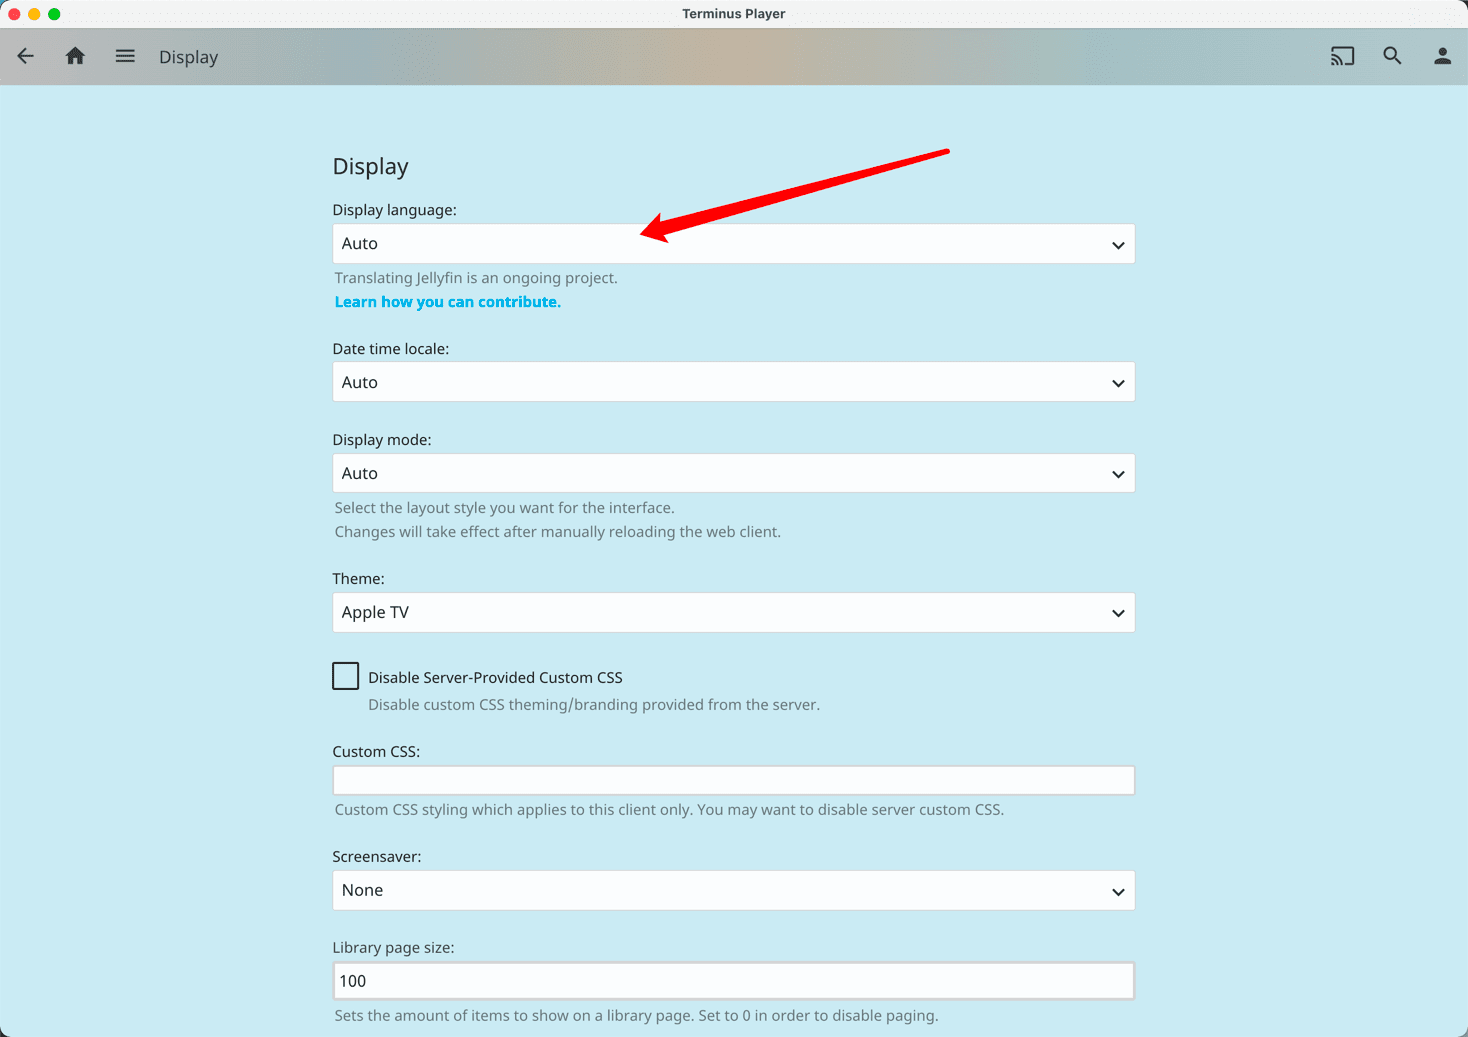 Terminus Player
Display
Display
Display language:
Auto
Translating Jellyfin is an ongoing project.
Learn how you can contribute.
Date time locale:
Auto
Display mode:
Auto
Select the layout style you want for the interface.
Changes will take effect after manually reloading the web client.
Theme:
Apple TV
Disable Server-Provided Custom CSS
Disable custom CSS theming/branding provided from the server.
Custom CSS:
Custom CSS styling which applies to this client only. You may want to disable server custom CSS.
Screensaver:
None
Library page size:
100
Sets the amount of items to show on a library page. Set to 0 in order to disable paging.